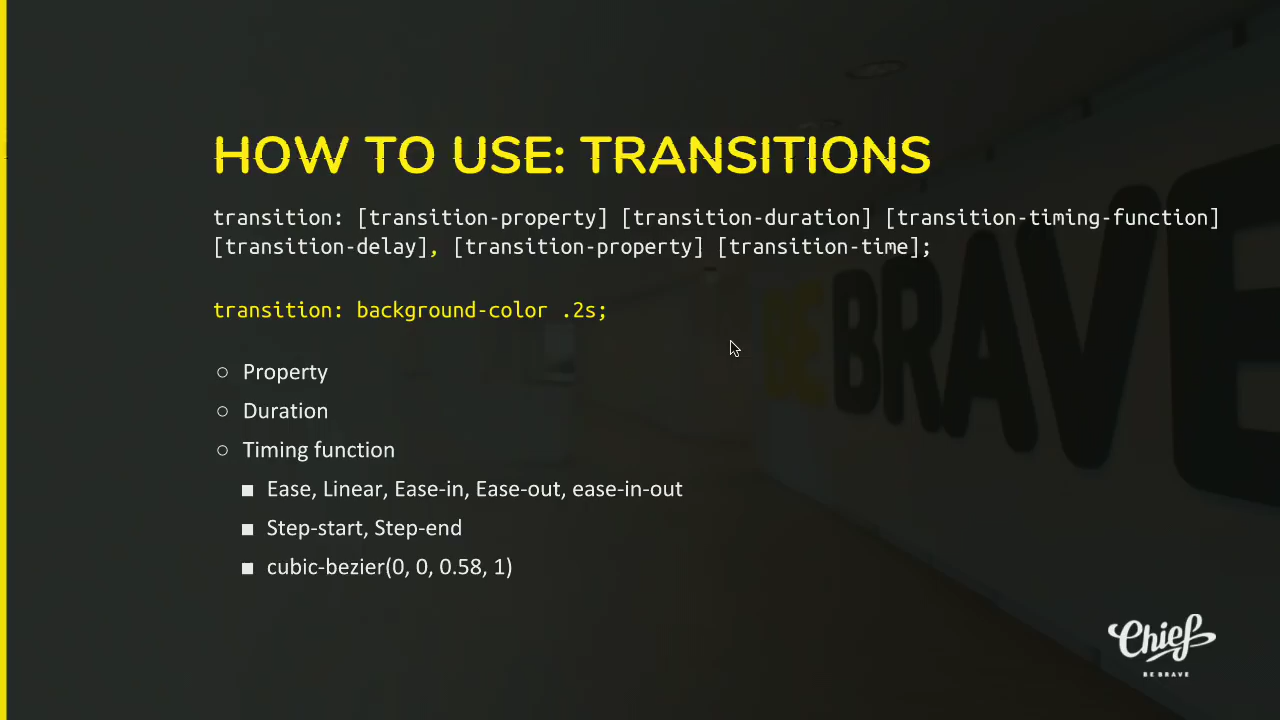 HOW TO USE: TRANSITIONS
transition: [transition-property] [transition-duration] [transition-timing-function]
[transition-delay], [transition-property] [transition-time];
transition: background-color .2s;
○ Property
○ Duration
○ Timing function
■ Ease, Linear, Ease-in, Ease-out, ease-in-out
■ Step-start, Step-end
■ cubic-bezier(0, 0, 0.58, 1)
BE BRAVE
Chief
BE BRAVE